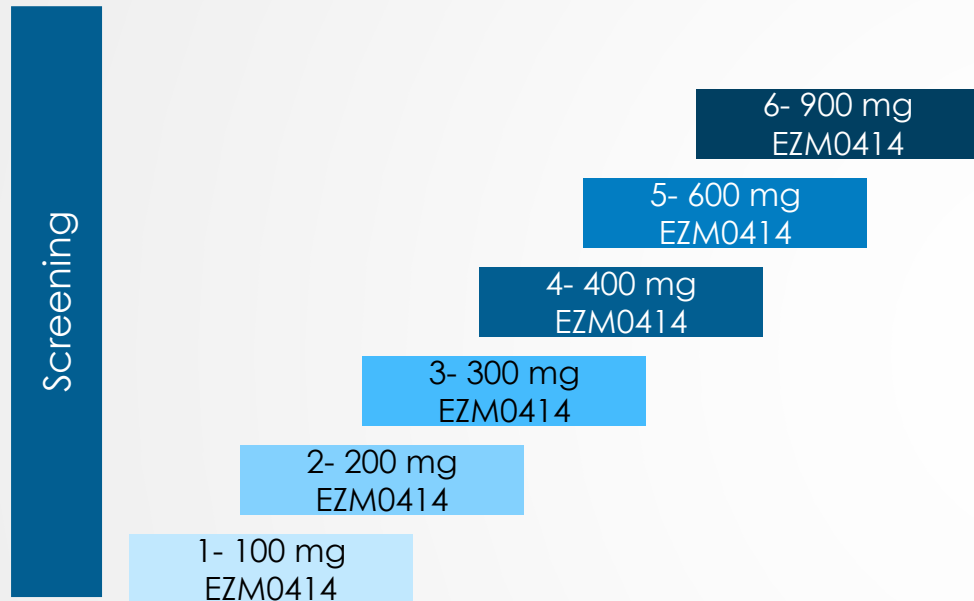 Screening
6- 900 mg
EZM0414
5- 600 mg
EZM0414
4- 400 mg
EZM0414
3- 300 mg
EZM0414
2- 200 mg
EZM0414
1- 100 mg
EZM0414